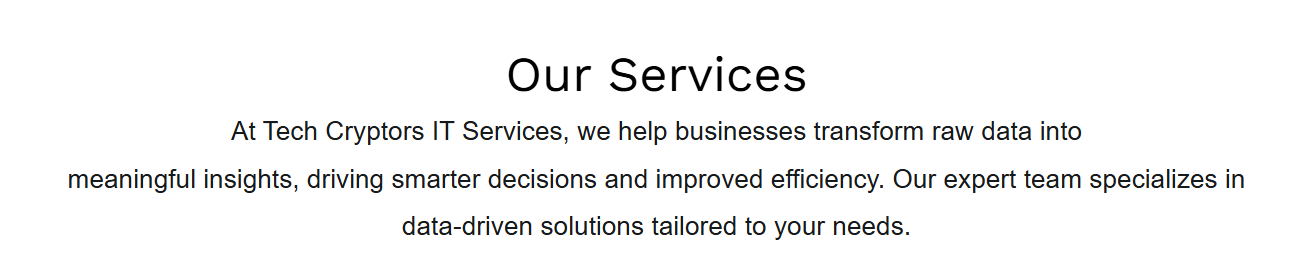 Our Services
At Tech Cryptors IT Services, we help businesses transform raw data into
meaningful insights, driving smarter decisions and improved efficiency. Our expert team specializes in
data-driven solutions tailored to your needs.